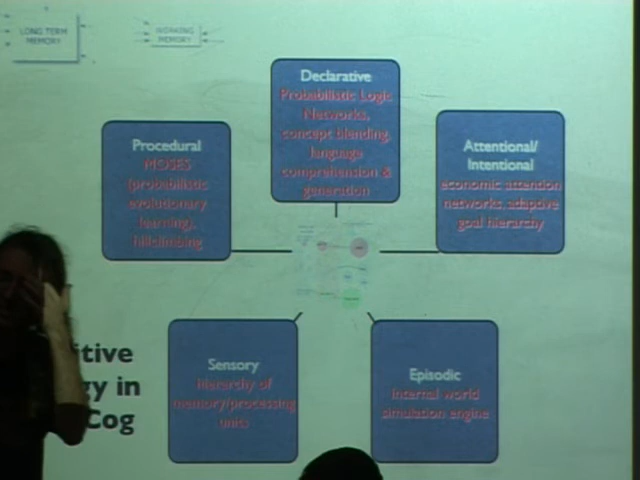 LONG TERM
MEMORY
WORKING
MEMORY
Declarative
Probabilistic Logic
Networks,
concept blending,
language
comprehension &
generation
Procedural
MOSES
(probabilistic
evolutionary
learning),
hillclimbing
Attentional/
Intentional
economic attention
networks, adaptive
goal hierarchy
Sensory
hierarchy of
memory/processing
units
Episodic
internal world
simulation engine
itive
gy in
Cog